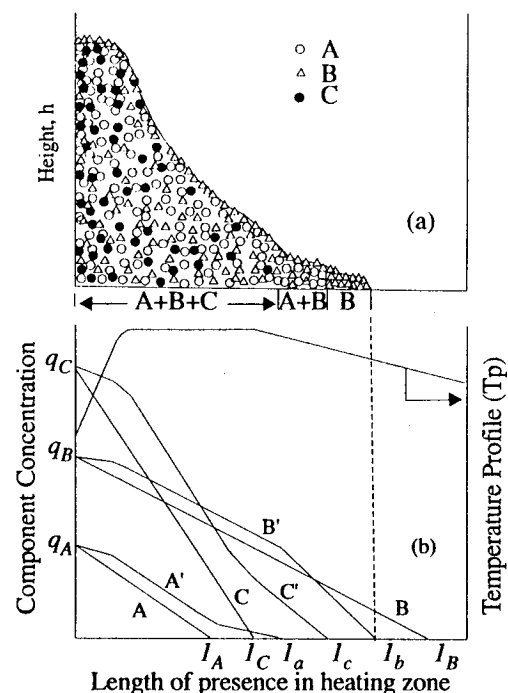 A
B
C
Height, h
(a)
A+B+C
A+B
B
q_C
q_B
q_A
Component Concentration
Temperature Profile (Tp)
B'
(b)
A'
A
C
C'
B
l_A
l_C
l_a
l_c
l_b
l_B
Length of presence in heating zone